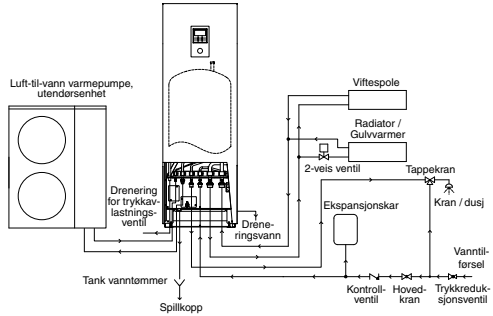 Luft-til-vann varmepumpe,
utendørsenhet
Viftespole
Radiator /
Gulvvarmer
2-veis ventil
Tappekran
Kran / dusj
Drenering
for trykkav-
lastnings-
ventil
Drene-
ringsvann
Ekspansjonskar
Vanntil-
førsel
Tank vanntømmer
Spillkopp
Kontroll-
ventil
Hoved-
kran
Trykkreduk-
sjonsventil